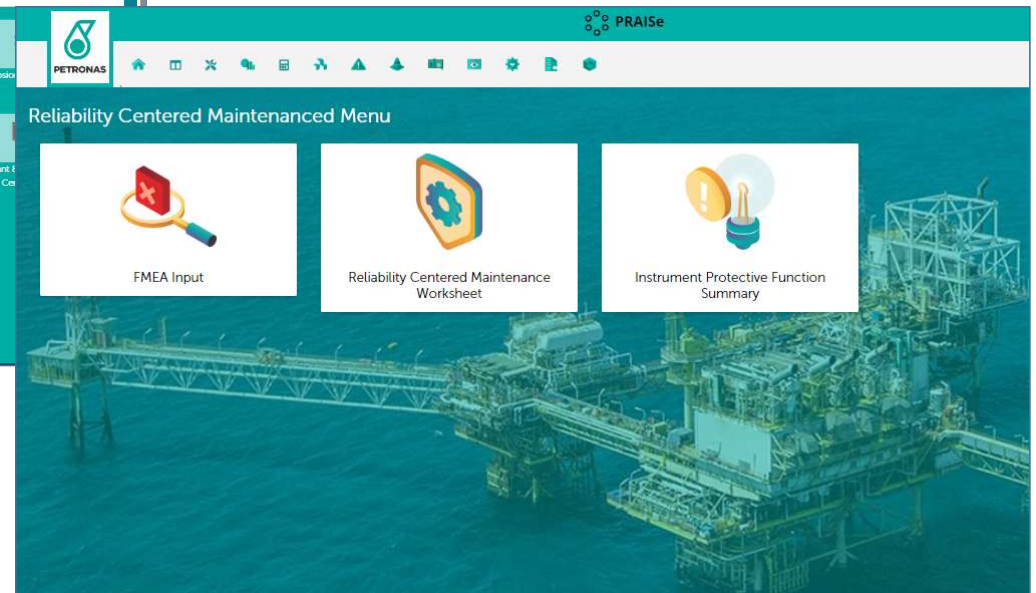 PRAISe
PETRONAS
Reliability Centered Maintenanced Menu
FMEA Input
Reliability Centered Maintenance
Worksheet
Instrument Protective Function
Summary